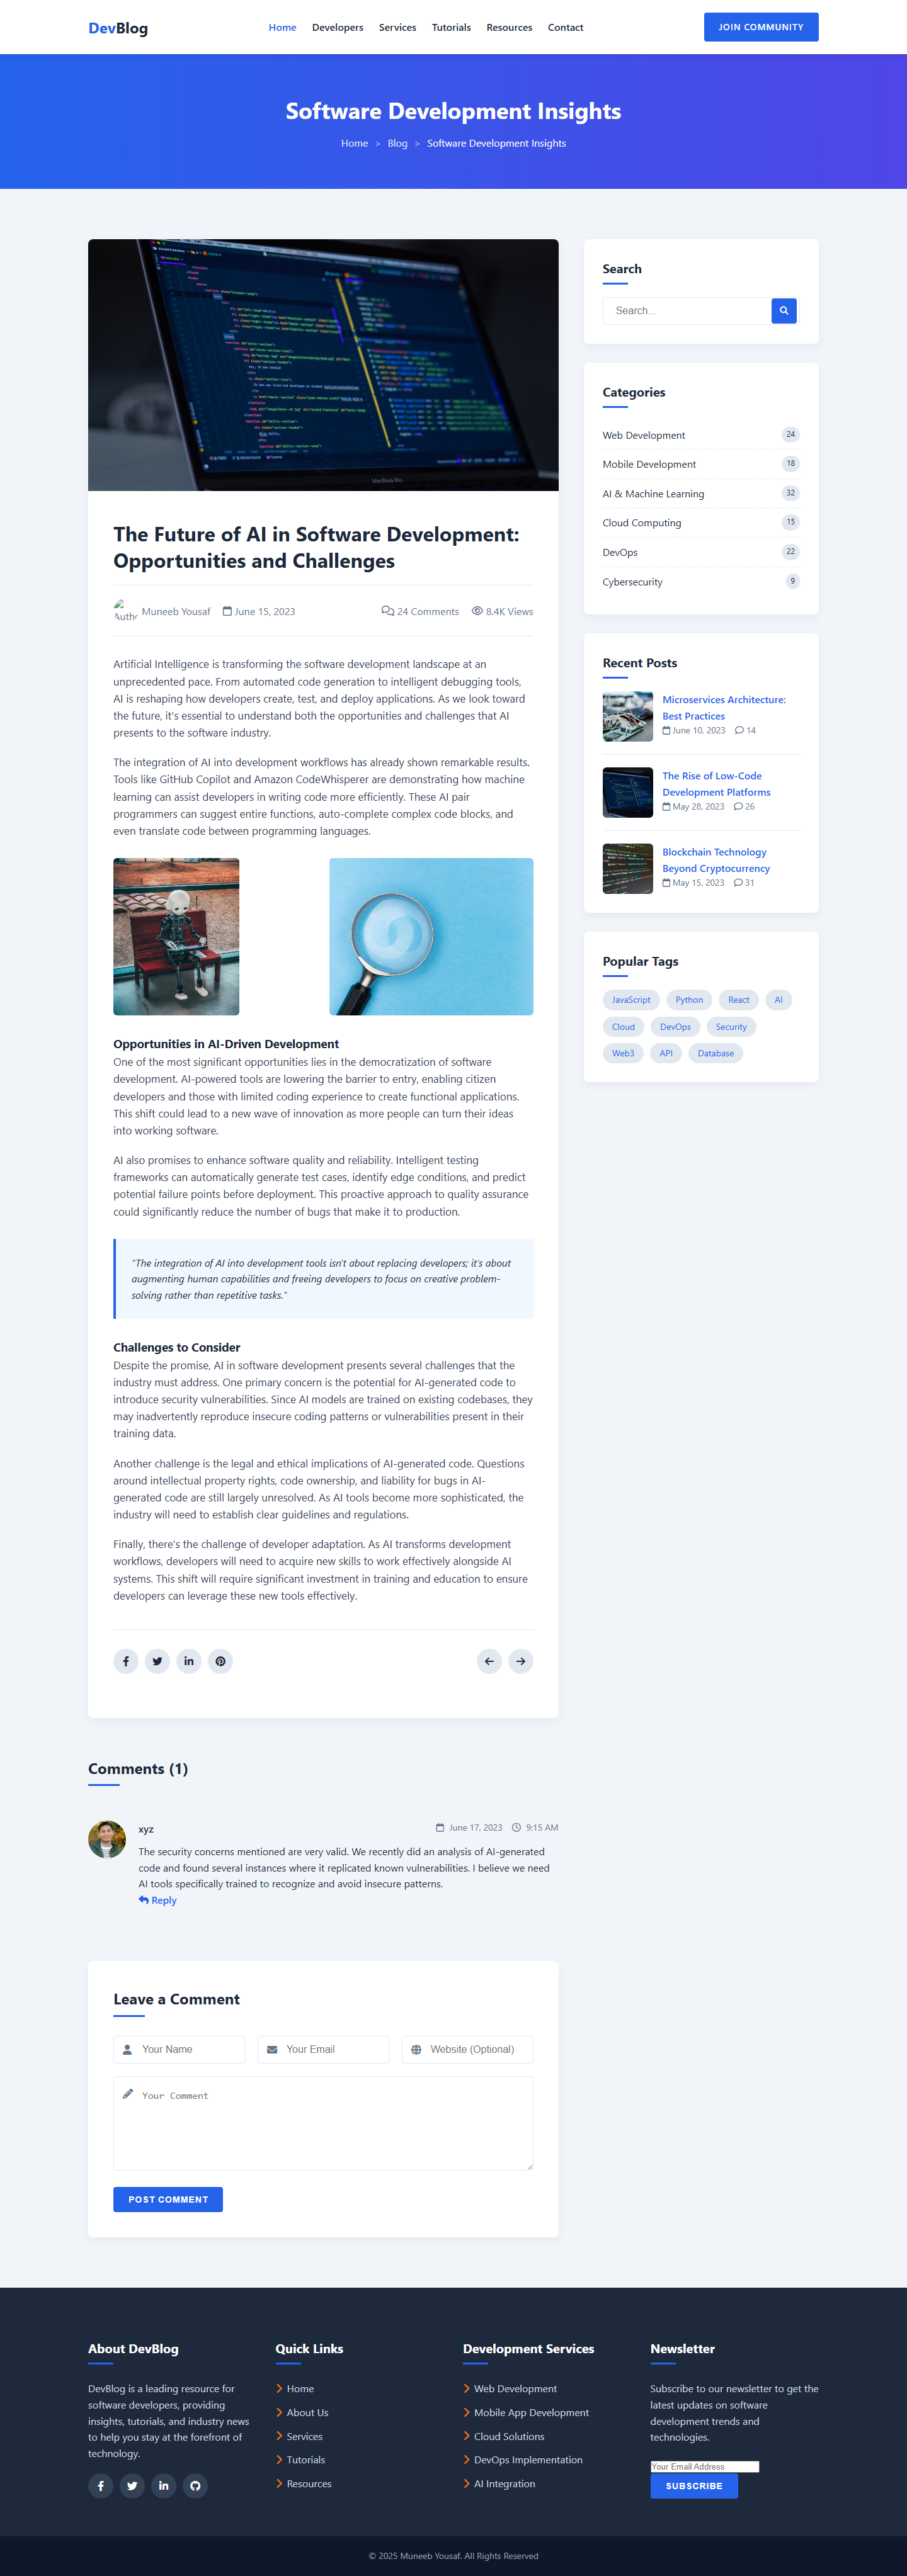 DevBlog
Home Developers Services Tutorials Resources Contact
JOIN COMMUNITY
Software Development Insights
Home > Blog > Software Development Insights
The Future of AI in Software Development:
Opportunities and Challenges
Muneeb Yousaf June 15, 2023 24 Comments 8.4K Views
Artificial Intelligence is transforming the software development landscape at an
unprecedented pace. From automated code generation to intelligent debugging tools,
AI is reshaping how developers create, test, and deploy applications. As we look toward
the future, it's essential to understand both the opportunities and challenges that AI
presents to the software industry.
The integration of AI into development workflows has already shown remarkable results.
Tools like GitHub Copilot and Amazon CodeWhisperer are demonstrating how machine
learning can assist developers in writing code more efficiently. These AI pair
programmers can suggest entire functions, auto-complete complex code blocks, and
even translate code between programming languages.
Opportunities in AI-Driven Development
One of the most significant opportunities lies in the democratization of software
development. AI-powered tools are lowering the barrier to entry, enabling citizen
developers and those with limited coding experience to create functional applications.
This shift could lead to a new wave of innovation as more people can turn their ideas
into working software.
AI also promises to enhance software quality and reliability. Intelligent testing
frameworks can automatically generate test cases, identify edge conditions, and predict
potential failure points before deployment. This proactive approach to quality assurance
could significantly reduce the number of bugs that make it to production.
"The integration of AI into development tools isn't about replacing developers; it's about
augmenting human capabilities and freeing developers to focus on creative problem-
solving rather than repetitive tasks."
Challenges to Consider
Despite the promise, AI in software development presents several challenges that the
industry must address. One primary concern is the potential for AI-generated code to
introduce security vulnerabilities. Since AI models are trained on existing codebases, they
may inadvertently reproduce insecure coding patterns or vulnerabilities present in their
training data.
Another challenge is the legal and ethical implications of AI-generated code. Questions
around intellectual property rights, code ownership, and liability for bugs in AI-
generated code are still largely unresolved. As AI tools become more sophisticated, the
industry will need to establish clear guidelines and regulations.
Finally, there's the challenge of developer adaptation. As AI transforms development
workflows, developers will need to acquire new skills to work effectively alongside AI
systems. This shift will require significant investment in training and education to ensure
developers can leverage these new tools effectively.
Search
Search...
Categories
Web Development 24
Mobile Development 18
AI & Machine Learning 32
Cloud Computing 15
DevOps 22
Cybersecurity 9
Recent Posts
Microservices Architecture:
Best Practices
June 10, 2023 14
The Rise of Low-Code
Development Platforms
May 28, 2023 26
Blockchain Technology
Beyond Cryptocurrency
May 15, 2023 31
Popular Tags
JavaScript Python React AI
Cloud DevOps Security
Web3 API Database
Comments (1)
xyz June 17, 2023 9:15 AM
The security concerns mentioned are very valid. We recently did an analysis of AI-generated
code and found several instances where it replicated known vulnerabilities. I believe we need
AI tools specifically trained to recognize and avoid insecure patterns.
Reply
Leave a Comment
Your Name Your Email Website (Optional)
Your Comment
POST COMMENT
About DevBlog
DevBlog is a leading resource for
software developers, providing
insights, tutorials, and industry news
to help you stay at the forefront of
technology.
Quick Links
Home
About Us
Services
Tutorials
Resources
Development Services
Web Development
Mobile App Development
Cloud Solutions
DevOps Implementation
AI Integration
Newsletter
Subscribe to our newsletter to get the
latest updates on software
development trends and
technologies.
Your Email Address
SUBSCRIBE
© 2025 Muneeb Yousaf. All Rights Reserved